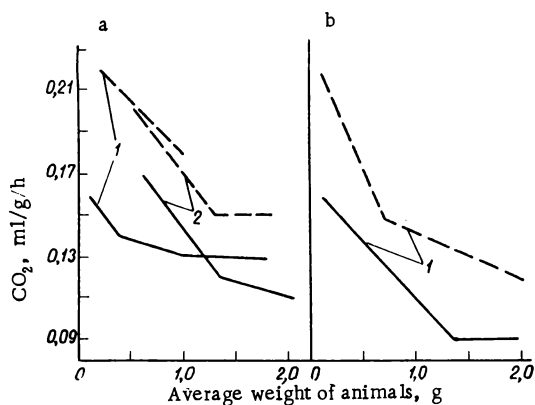 a
b
0,21
0,17
0,13
0,09
CO₂, ml/g/h
1
2
1
0 1,0 2,0
0 1,0 2,0
Average weight of animals, g